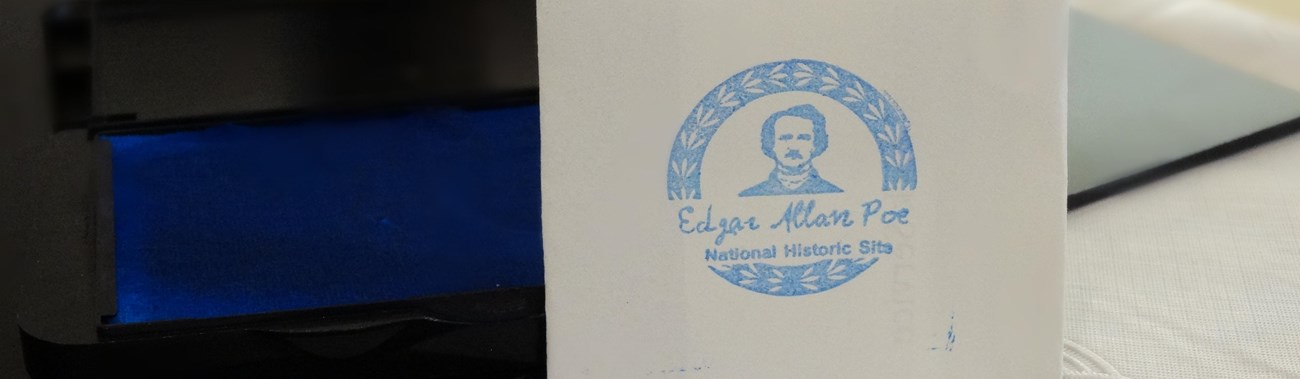 Edgar Allan Poe
National Historic Site